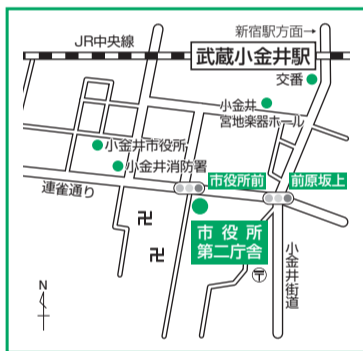 新宿駅方面→
JR中央線
武蔵小金井駅
交番
小金井
宮地楽器ホール
小金井市役所
小金井消防署
市役所前
前原坂上
連雀通り
市役所
第二庁舎
小金井街道
N